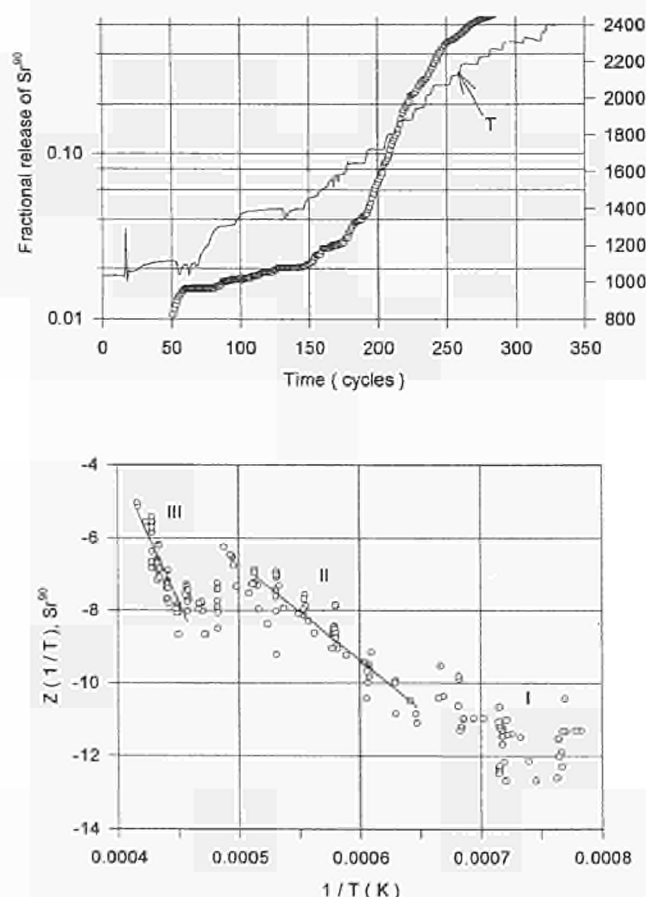 Fractional release of Sr⁹⁰
0.10
0.01
2400
2200
2000
1800
1600
1400
1200
1000
800
T
0 50 100 150 200 250 300 350
Time ( cycles )
Z ( 1 / T ), Sr⁹⁰
-4
-6
-8
-10
-12
-14
III
II
I
0.0004 0.0005 0.0006 0.0007 0.0008
1 / T ( K )